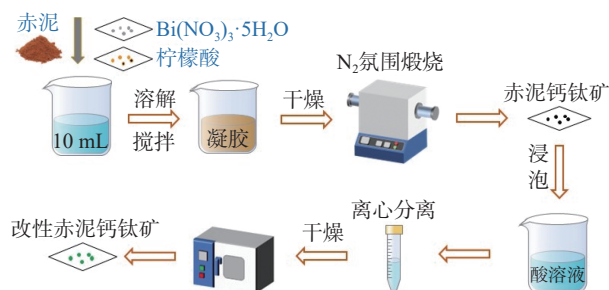 赤泥
Bi(NO₃)₃·5H₂O
柠檬酸
10 mL
溶解
搅拌
凝胶
干燥
N₂氛围煅烧
赤泥钙钛矿
浸
泡
酸溶液
离心分离
干燥
改性赤泥钙钛矿